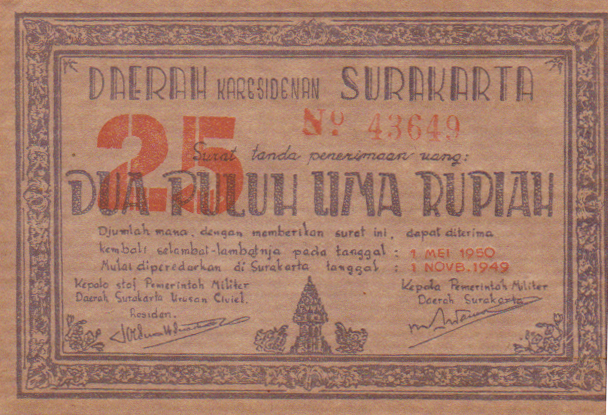 DAERAH KARESIDENAN SURAKARTA
25
Nº 43649
Surat tanda penerimaan uang:
DUA PULUH LIMA RUPIAH
Djumlah mana, dengan memberikan suret ini, dapat diterima
kembali selambat-lambatnja pada tanggal : 1 MEI 1950
Mulai diperedarkan di Surakarta tanggal : 1 NOVB. 1949
Kepala staf Pemerintah Militer
Daerah Surakarta Urusan Civiel.
Residen.
Kepala Pemerintah Militer
Daerah Surakarta